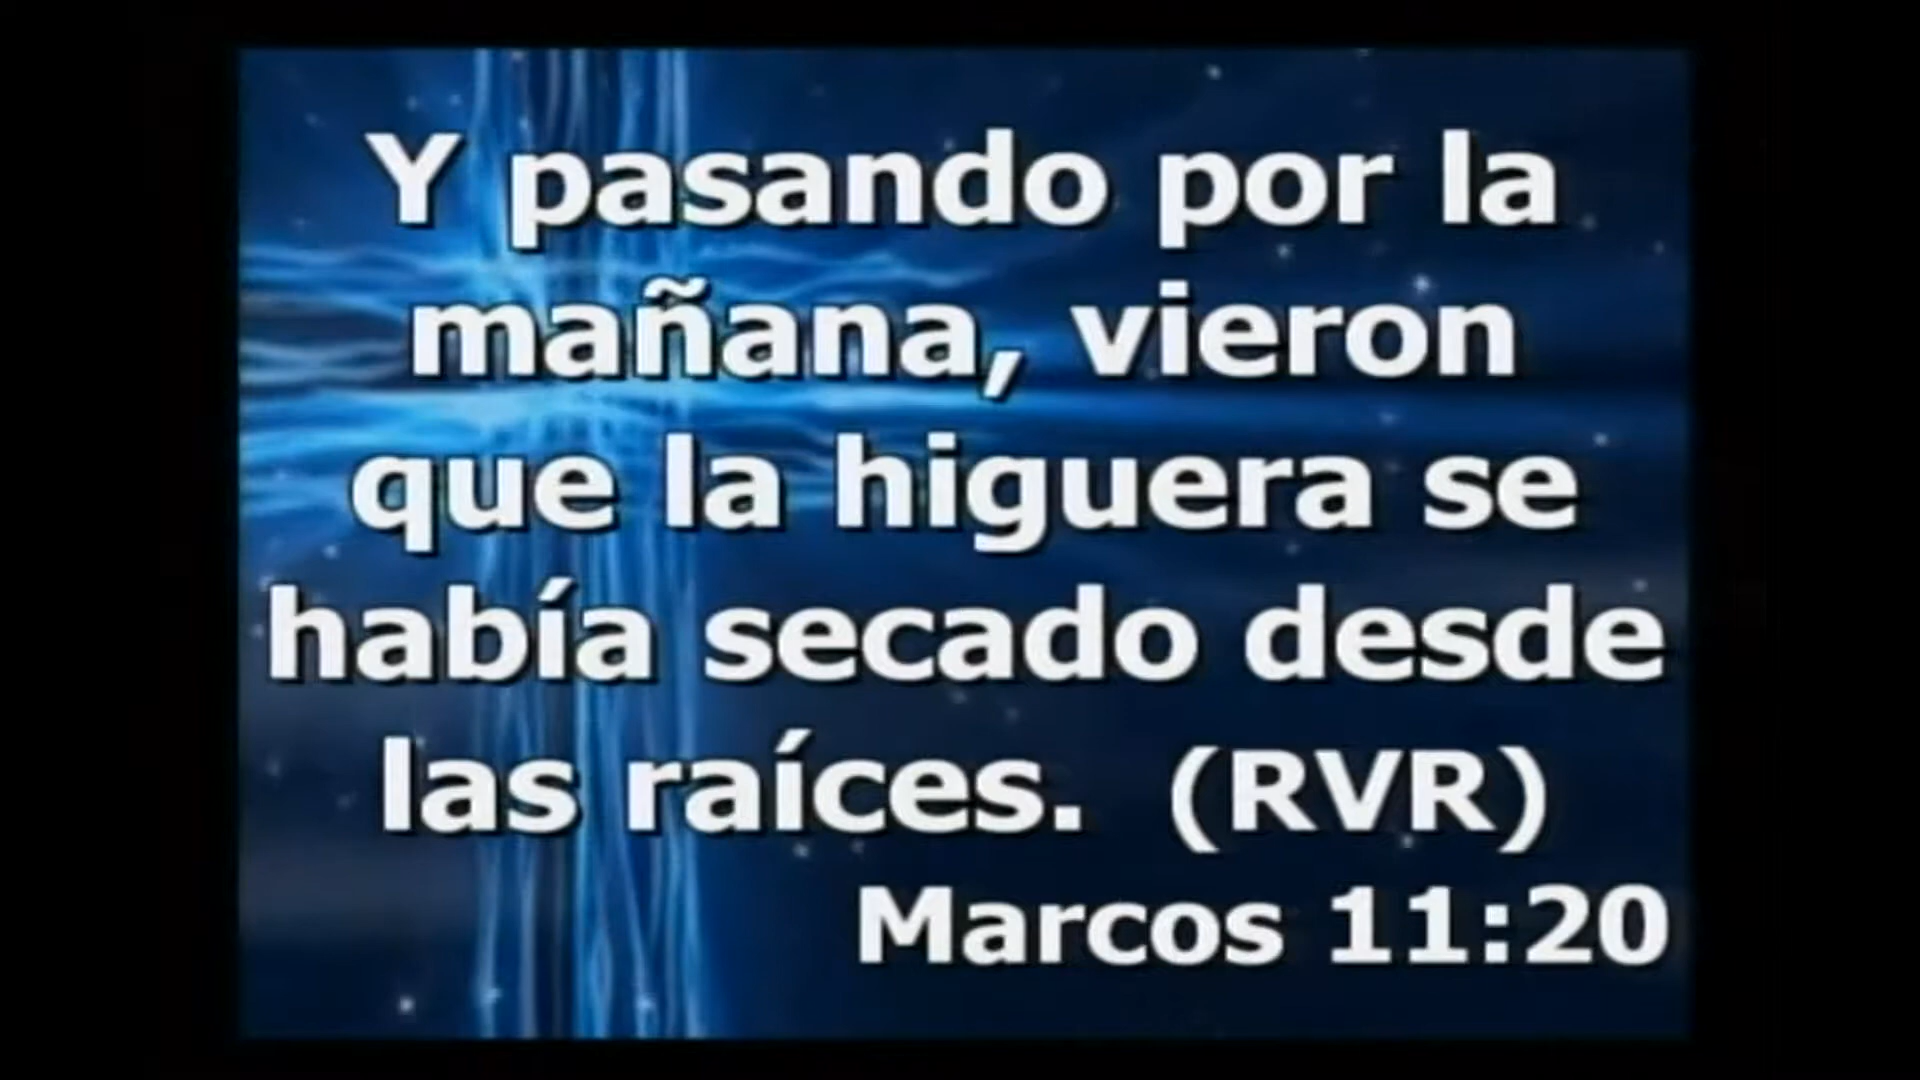 Y pasando por la
mañana, vieron
que la higuera se
había secado desde
las raíces.  (RVR)
Marcos 11:20